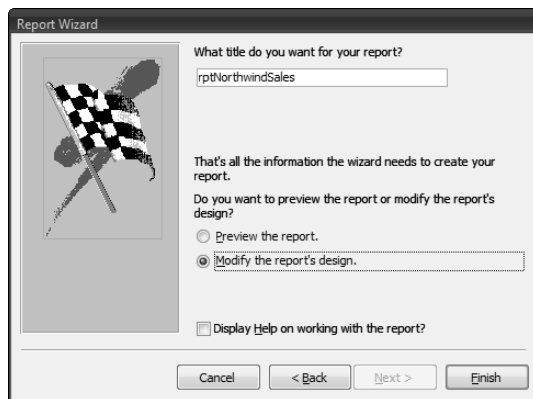 Report Wizard
What title do you want for your report?
rptNorthwindSales
That's all the information the wizard needs to create your
report.
Do you want to preview the report or modify the report's
design?
Preview the report.
Modify the report's design.
Display Help on working with the report?
Cancel
< Back
Next >
Finish